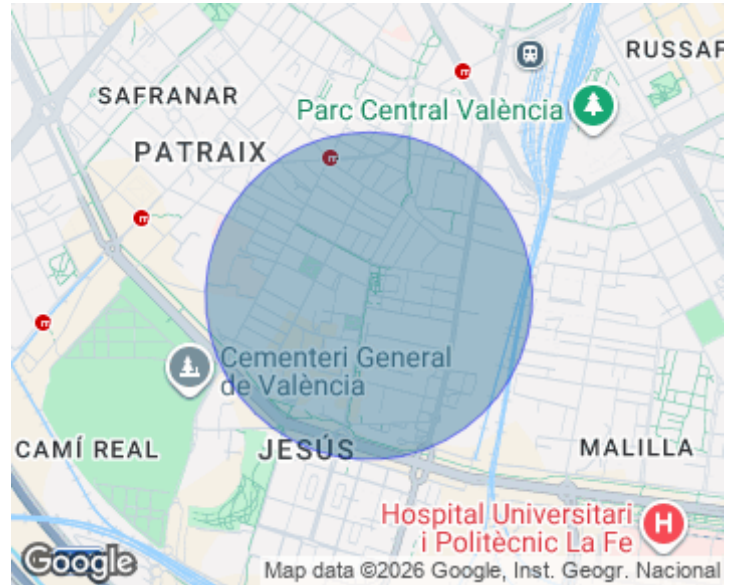 RUSSAF
SAFRANAR
Parc Central València
PATRAIX
Cementeri General
de València
CAMÍ REAL
JESÚS
MALILLA
Hospital Universitari
i Politècnic La Fe
H
Google
Map data ©2026 Google, Inst. Geogr. Nacional